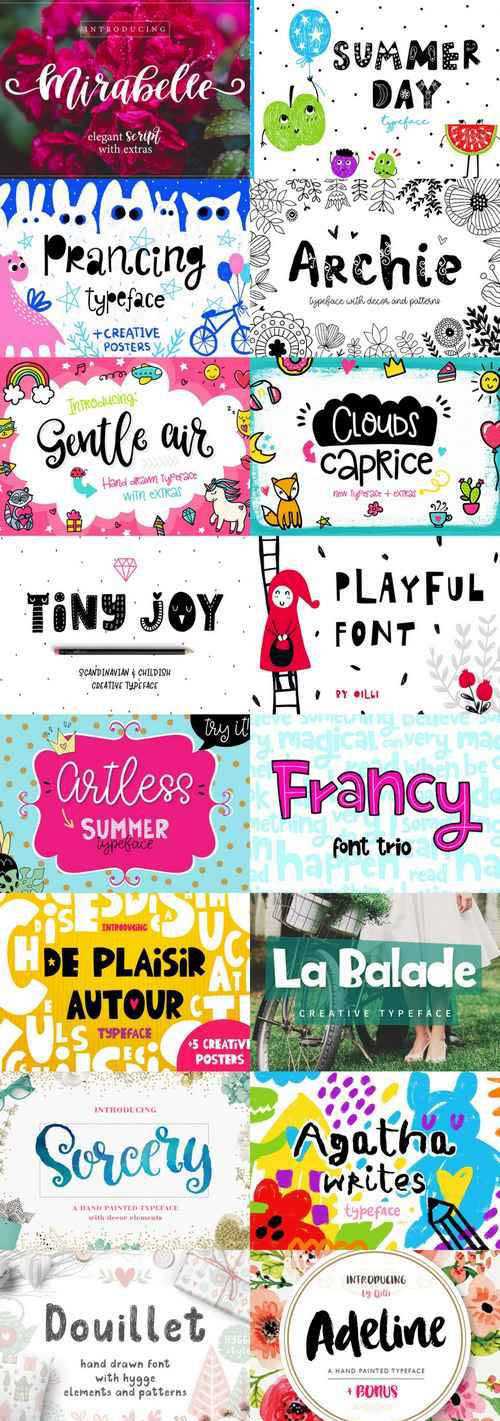 INTRODUCING
Mirabelle
elegant script
with extras
SUMMER
DAY
typeface
Prancing
typeface
+ CREATIVE
POSTERS
Archie
typeface with decor and patterns
Introducing:
Gentle air
Hand drawn typeface
with extras
CLOUDS
CAPRICE
new typeface + extras
TINY JOY
SCANDINAVIAN & CHILDISH
CREATIVE TYPEFACE
PLAYFUL
FONT
BY QILLI
try it!
Artless
SUMMER
typeface
Francy
font trio
INTRODUCING
DE PLAISIR
AUTOUR
TYPEFACE
+5 CREATIVE
POSTERS
La Balade
CREATIVE TYPEFACE
INTRODUCING
Sorcery
A HAND PAINTED TYPEFACE
with decor elements
Agatha
writes
typeface
Douillet
hand drawn font
with hygge
elements and patterns
INTRODUCING
by Qilli
Adeline
A HAND PAINTED TYPEFACE
+ BONUS